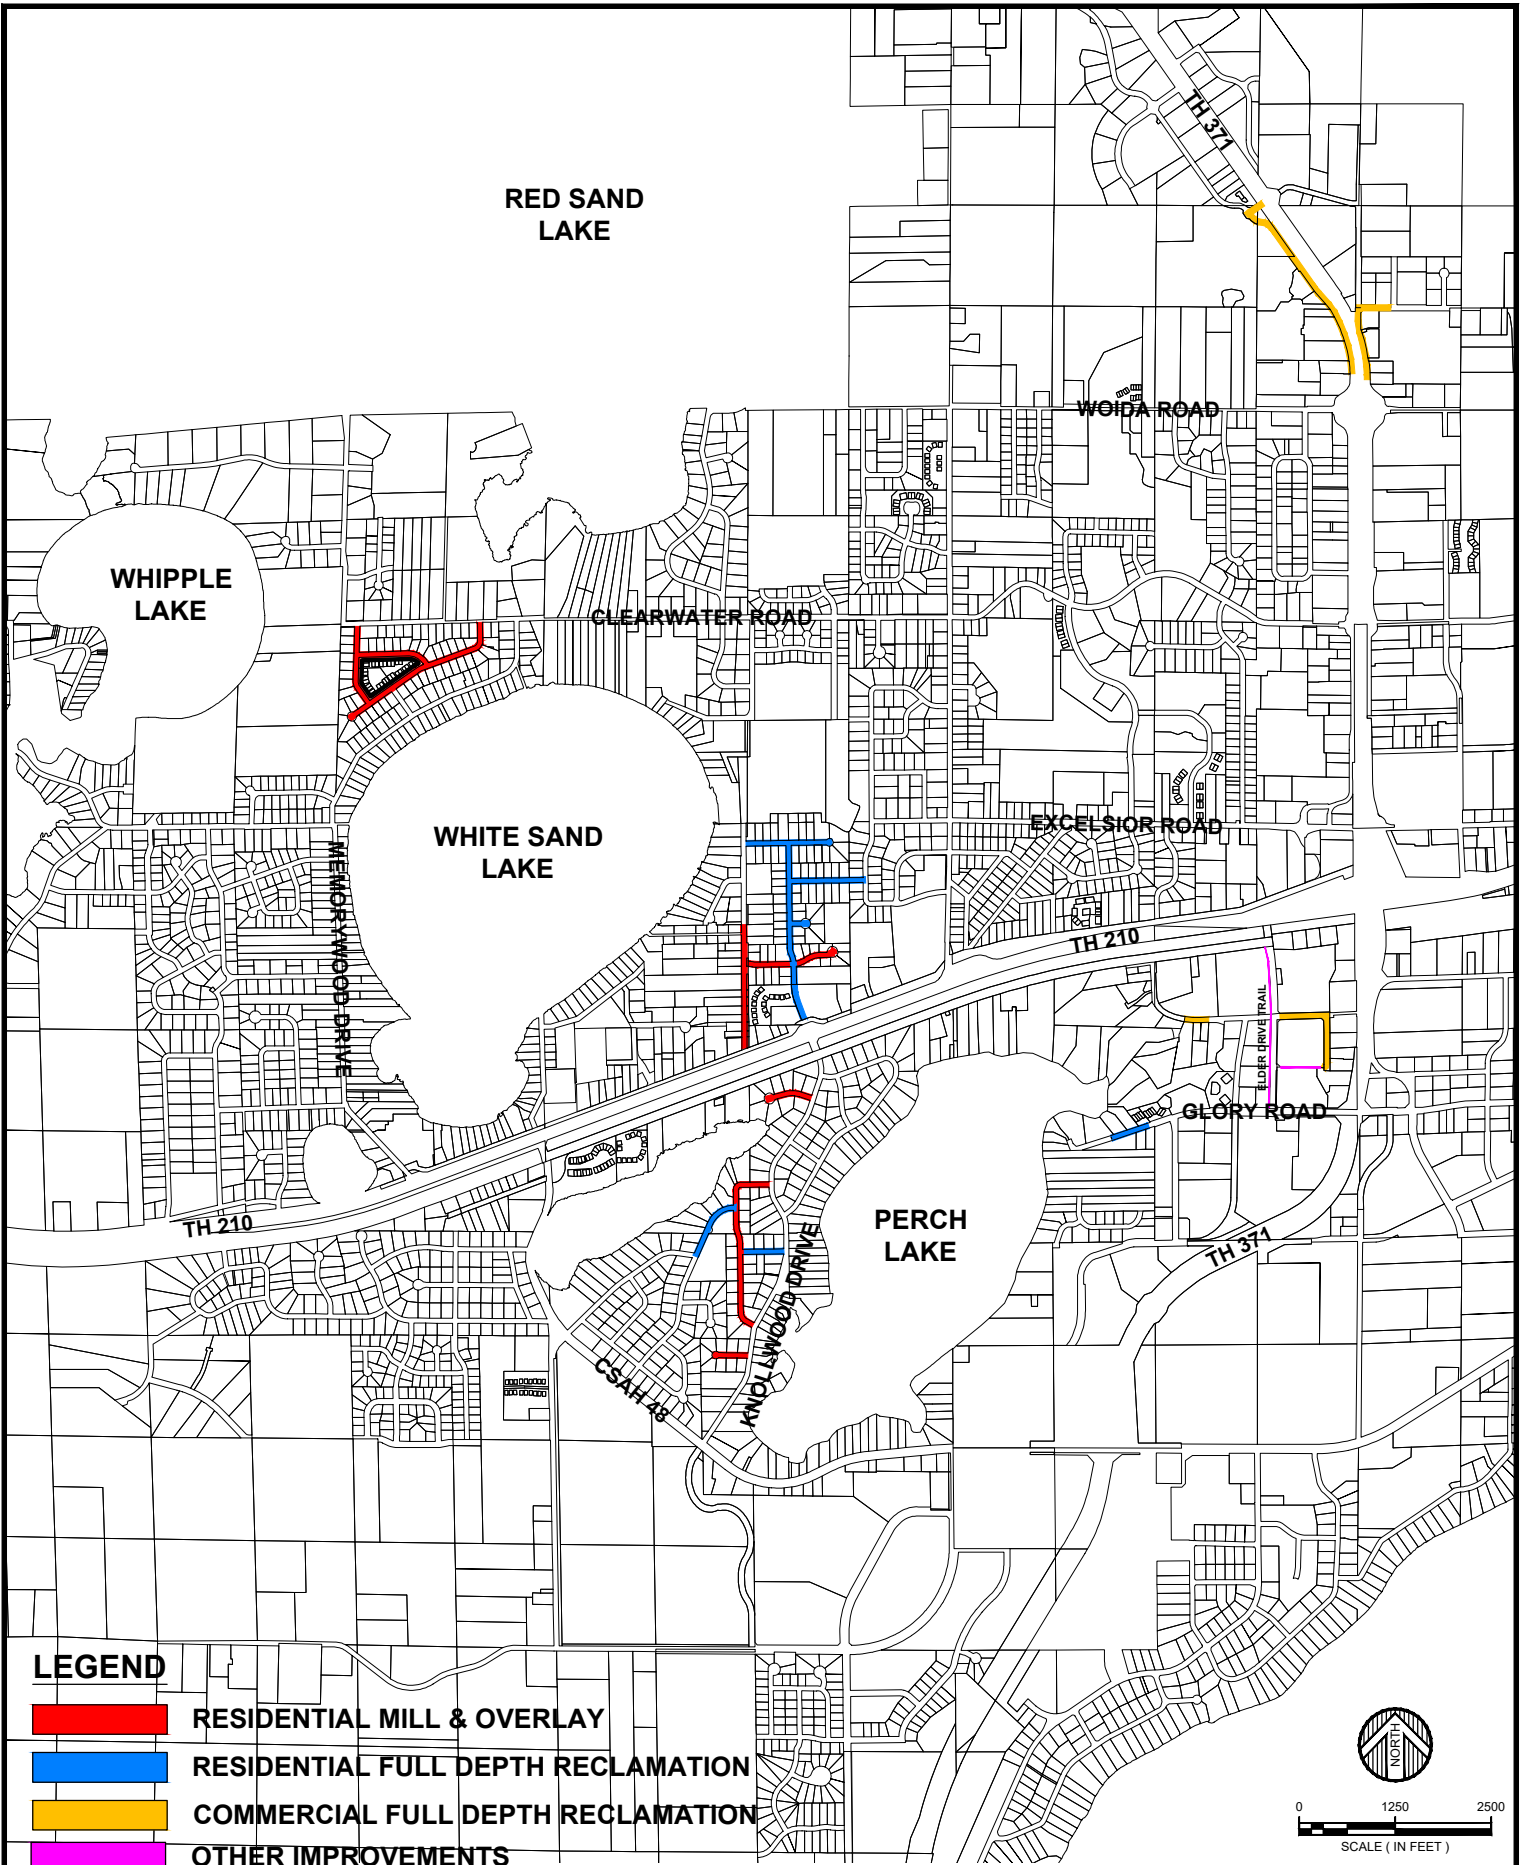 TH 371
RED SAND
LAKE
WOIDA ROAD
WHIPPLE
LAKE
CLEARWATER ROAD
WHITE SAND
LAKE
EXCELSIOR ROAD
MEMORYWOOD DRIVE
TH 210
ELDER DRIVE TRAIL
GLORY ROAD
TH 210
PERCH
LAKE
TH 371
KNOLLWOOD DRIVE
CSAH 48
LEGEND
RESIDENTIAL MILL & OVERLAY
RESIDENTIAL FULL DEPTH RECLAMATION
COMMERCIAL FULL DEPTH RECLAMATION
OTHER IMPROVEMENTS
NORTH
0 1250 2500
SCALE ( IN FEET )